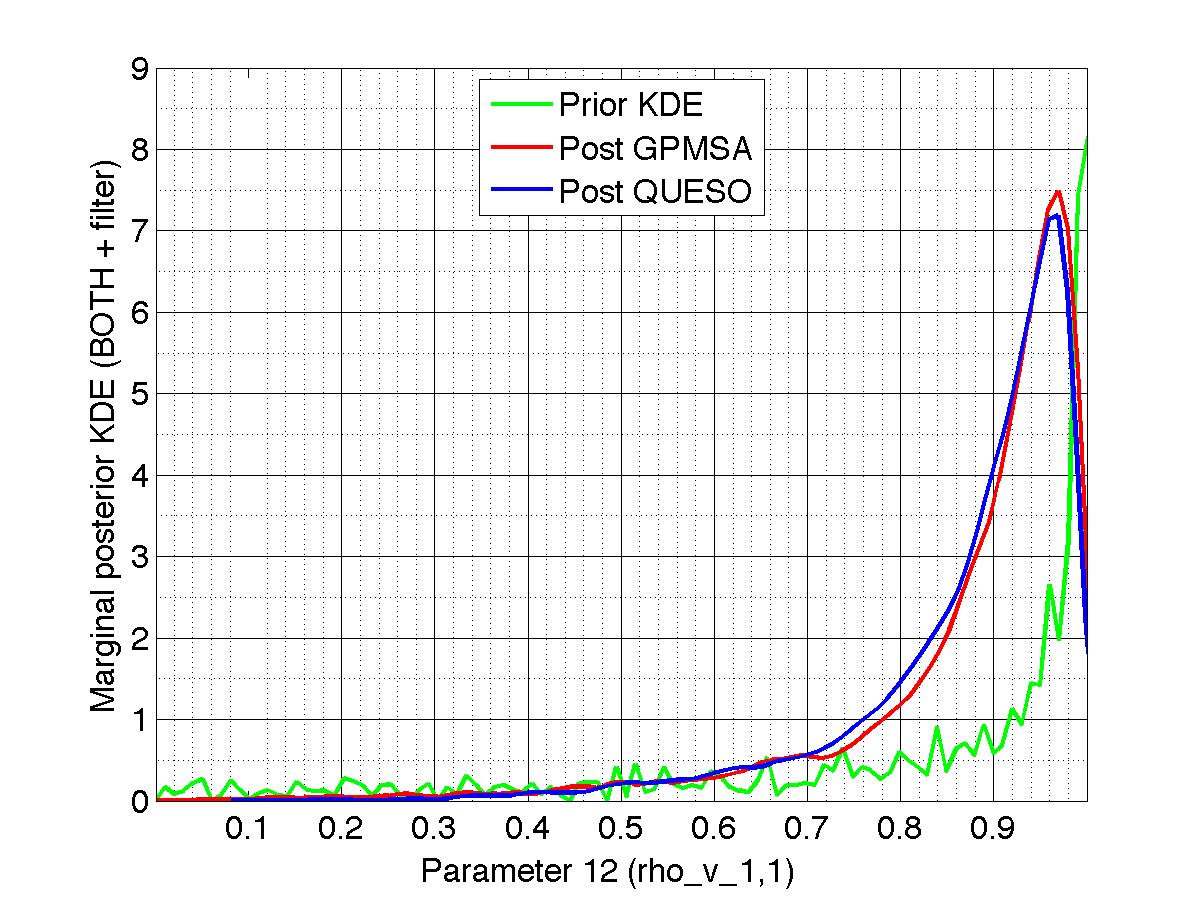 9
8
7
6
5
4
3
2
1
0
Marginal posterior KDE (BOTH + filter)
Prior KDE
Post GPMSA
Post QUESO
0.1 0.2 0.3 0.4 0.5 0.6 0.7 0.8 0.9
Parameter 12 (rho_v_1,1)